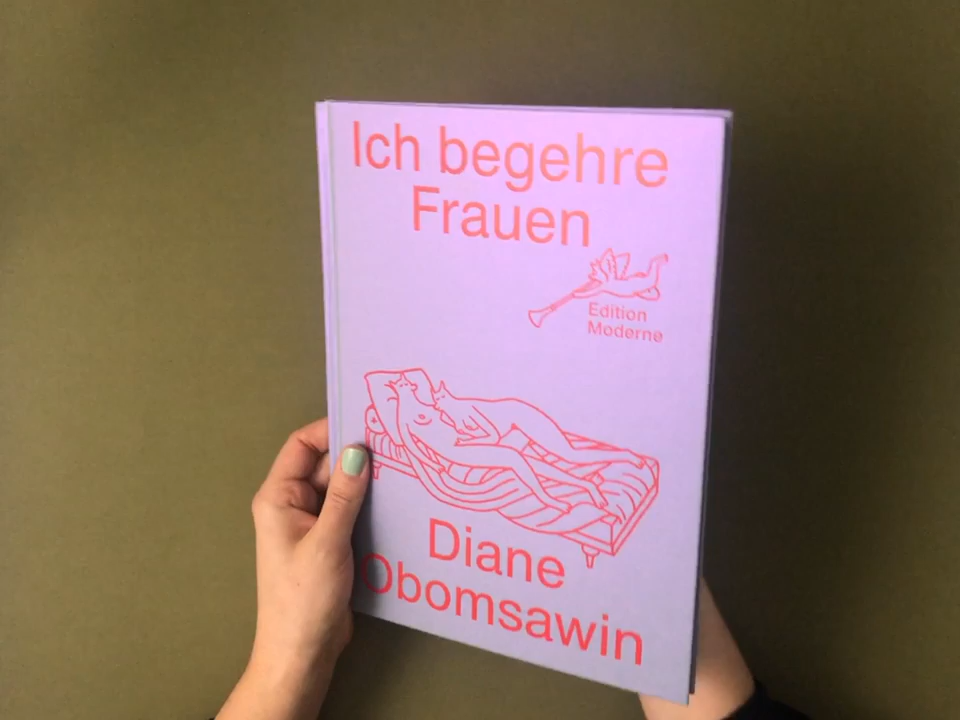 Ich begehre
Frauen
Edition
Moderne
Diane
Obomsawin